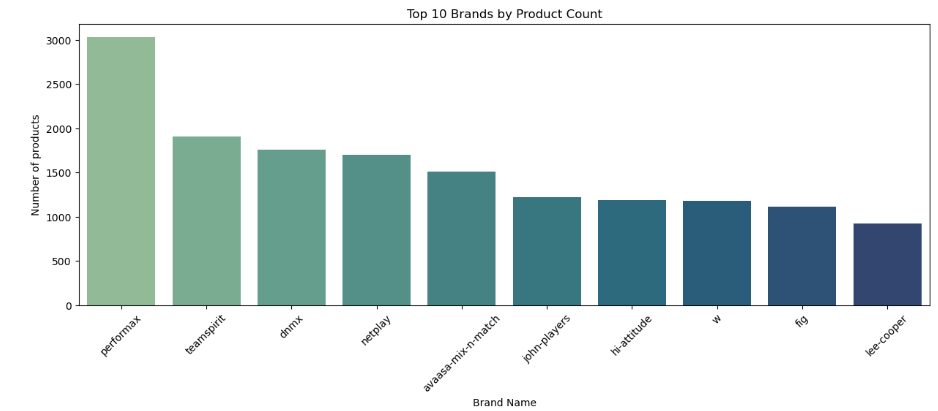 Top 10 Brands by Product Count
Number of products
3000
2500
2000
1500
1000
500
0
performax
teamspirit
dnmx
netplay
avaasa-mix-n-match
john-players
hi-attitude
w
fig
lee-cooper
Brand Name